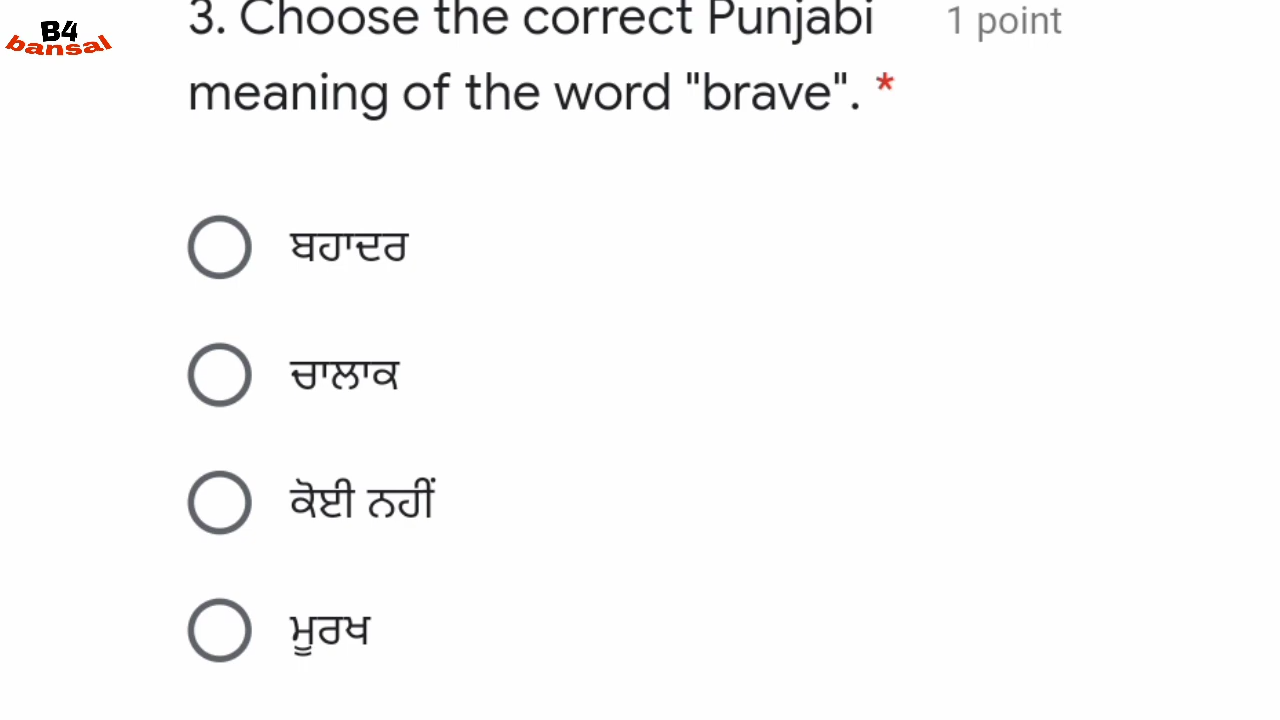 B4
bansal
3. Choose the correct Punjabi
1 point
meaning of the word "brave". *
ਬਹਾਦਰ
ਚਾਲਾਕ
ਕੋਈ ਨਹੀਂ
ਮੂਰਖ